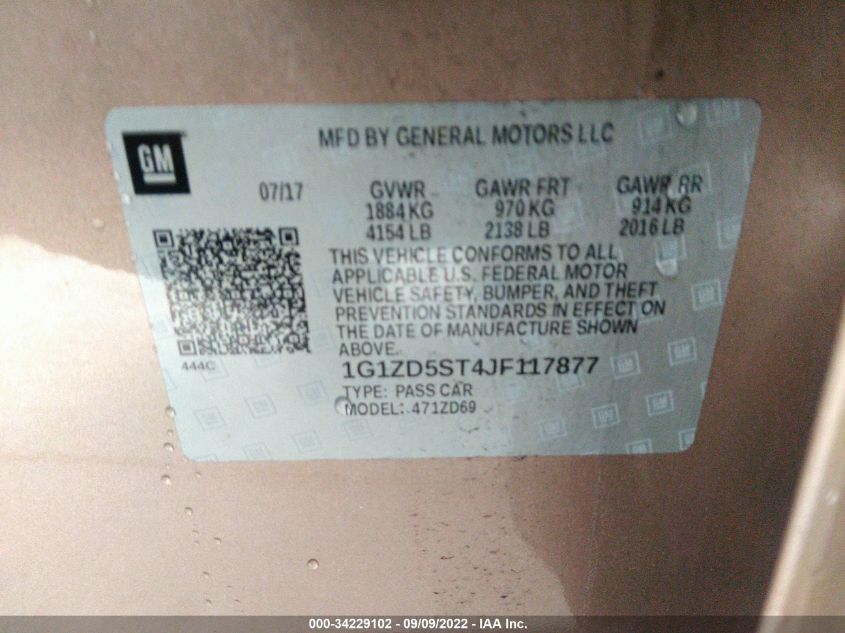 GM
MFD BY GENERAL MOTORS LLC
07/17
GVWR GAWR FRT GAWR RR
1884 KG 970 KG 914 KG
4154 LB 2138 LB 2016 LB
THIS VEHICLE CONFORMS TO ALL
APPLICABLE U.S. FEDERAL MOTOR
VEHICLE SAFETY, BUMPER, AND THEFT
PREVENTION STANDARDS IN EFFECT ON
THE DATE OF MANUFACTURE SHOWN
ABOVE.
444C
1G1ZD5ST4JF117877
TYPE: PASS CAR
MODEL: 471ZD69
000-34229102 - 09/09/2022 - IAA Inc.